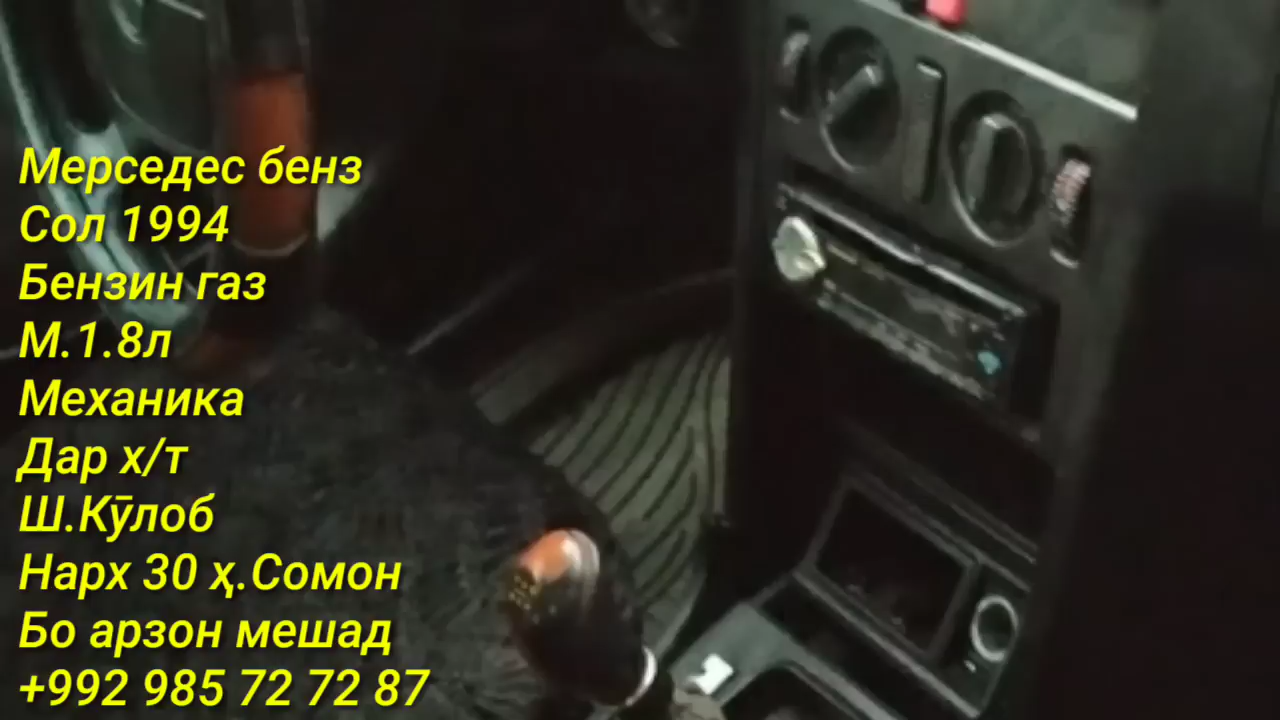 Мерседес бенз
Сол 1994
Бензин газ
М.1.8л
Механика
Дар х/т
Ш.Кӯлоб
Нарх 30 ҳ.Сомон
Бо арзон мешад
+992 985 72 72 87